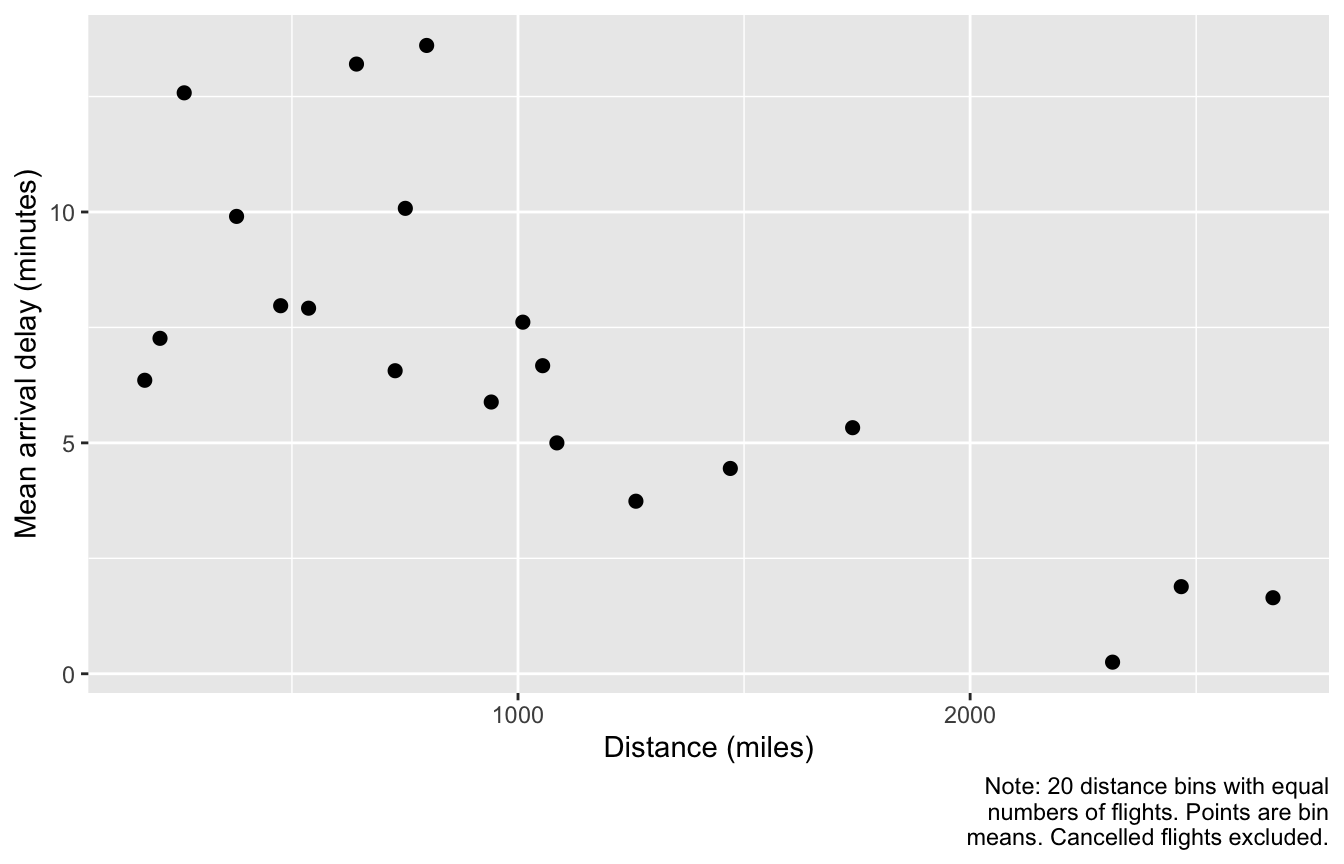 Mean arrival delay (minutes)
10
5
0
1000
2000
Distance (miles)
Note: 20 distance bins with equal
numbers of flights. Points are bin
means. Cancelled flights excluded.